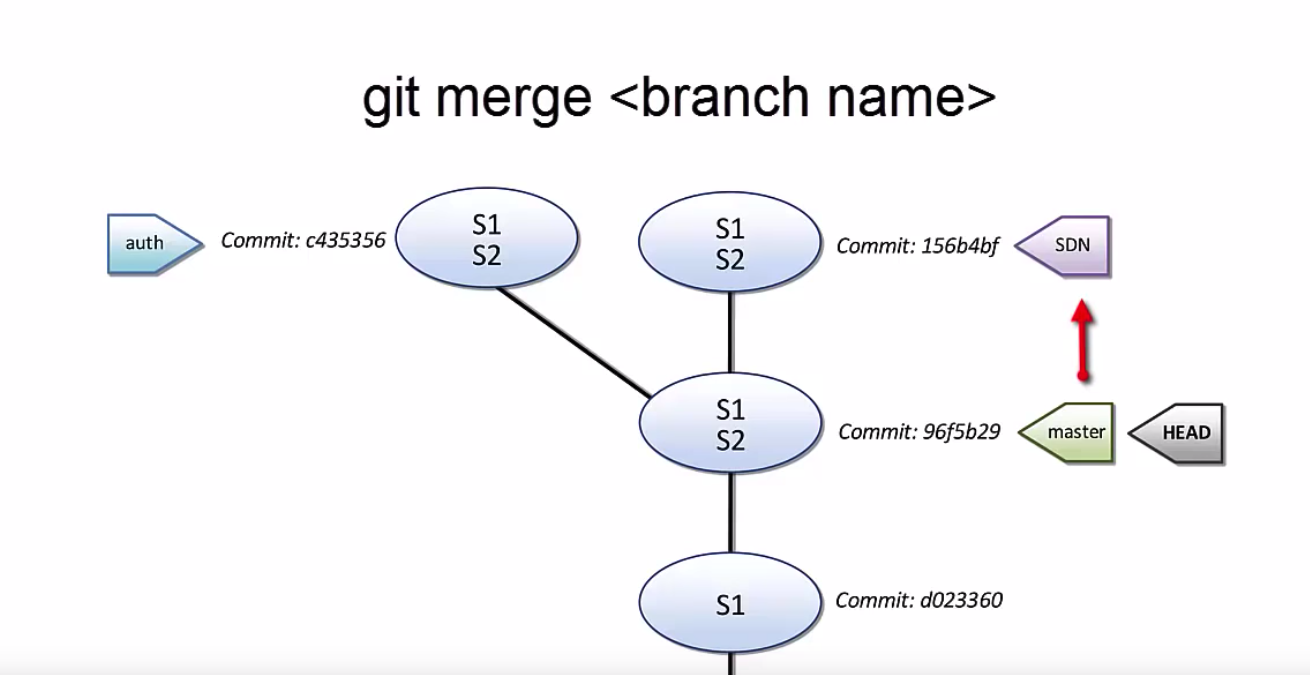 git merge <branch name>
auth
Commit: c435356
S1
S2
S1
S2
Commit: 156b4bf
SDN
S1
S2
Commit: 96f5b29
master
HEAD
S1
Commit: d023360